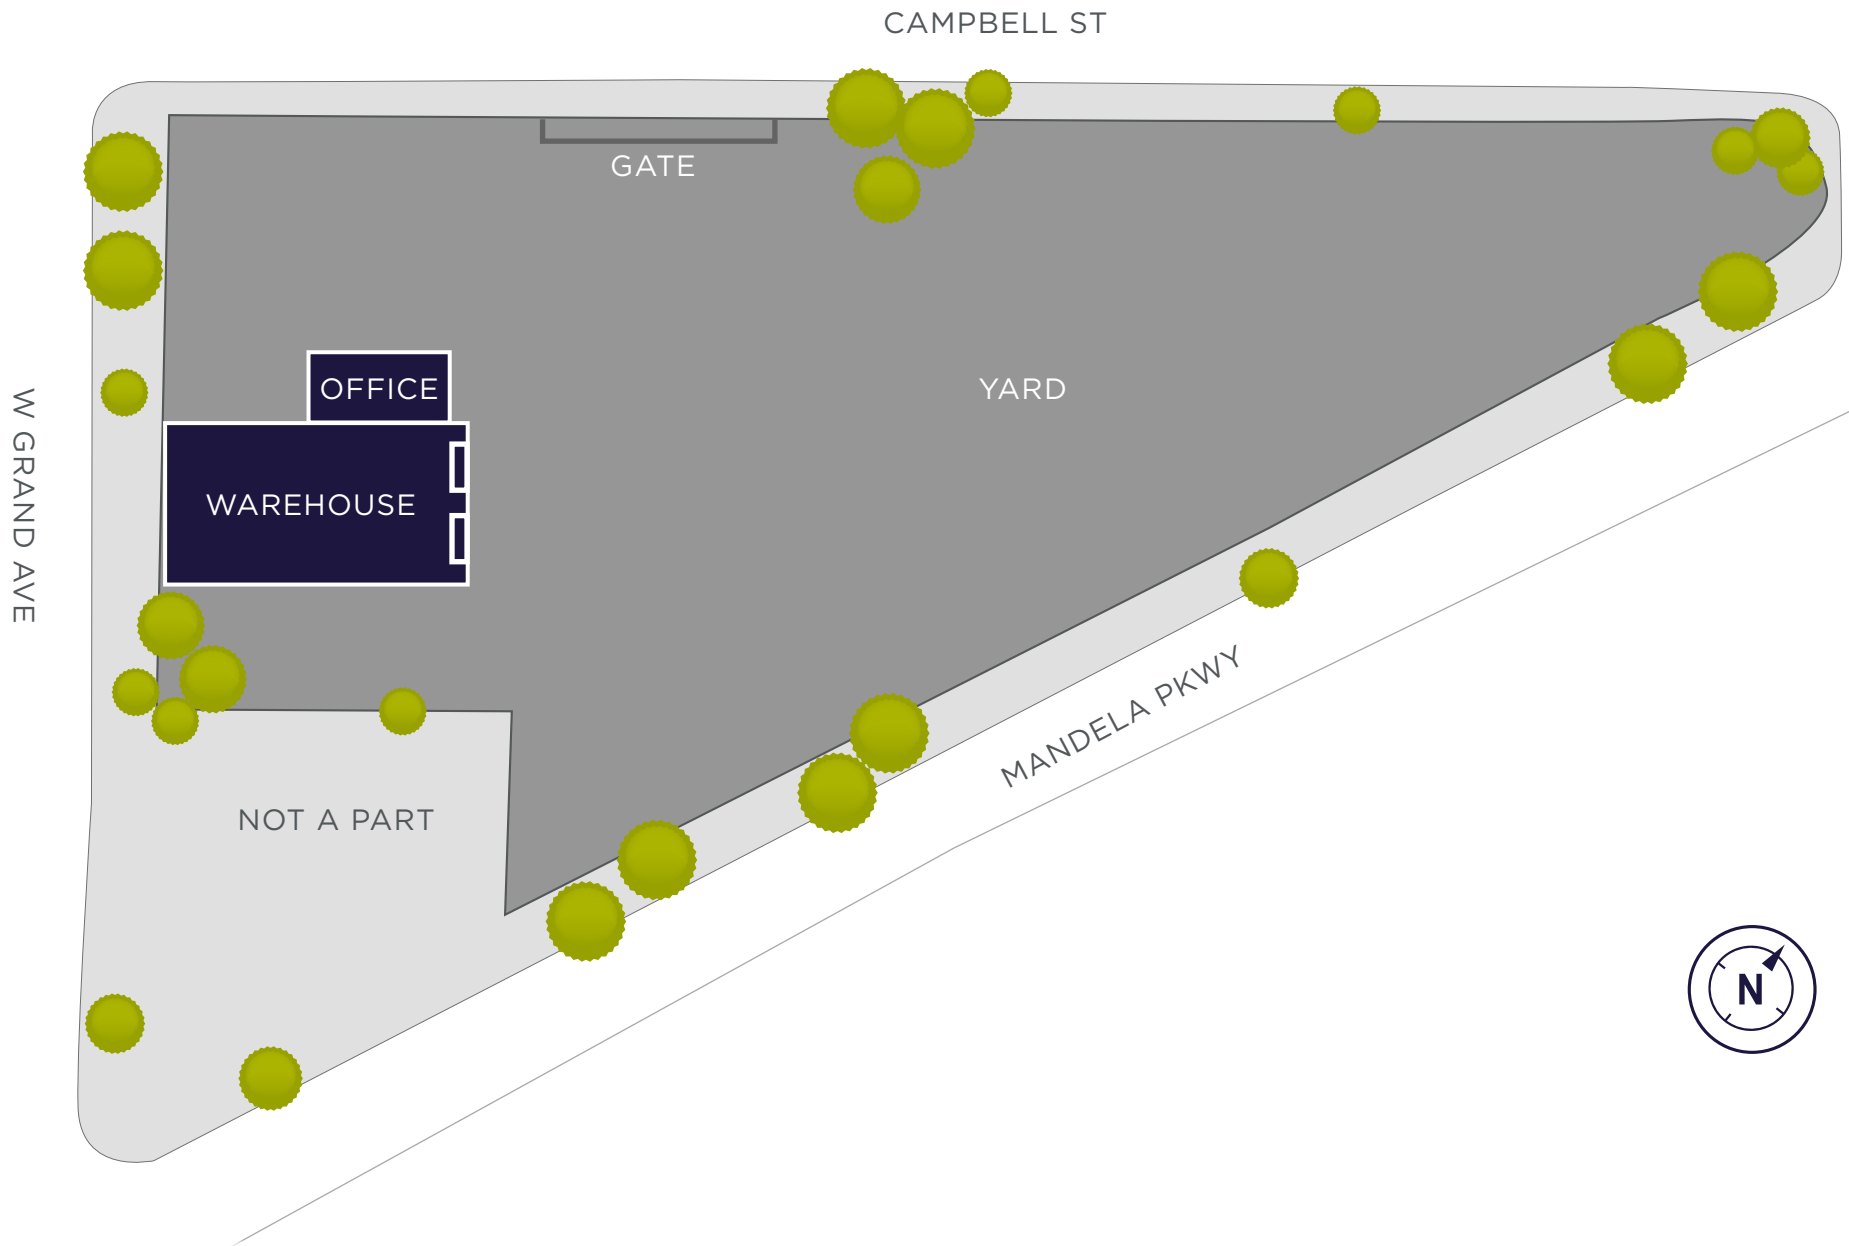 CAMPBELL ST
GATE
OFFICE
YARD
W GRAND AVE
WAREHOUSE
MANDELA PKWY
NOT A PART
N